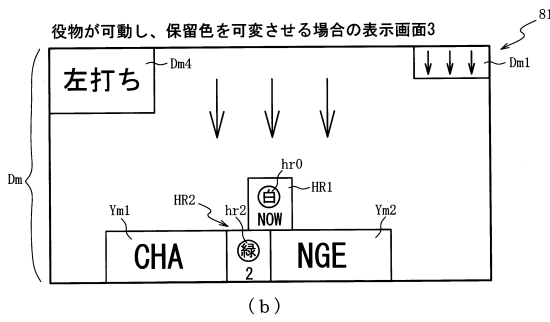 役物が可動し、保留色を可変させる場合の表示画面3
81
左打ち
Dm4
Dm1
Dm
hr0
白
HR1
NOW
Ym1
HR2
hr2
Ym2
CHA
緑
NGE
2
(b)